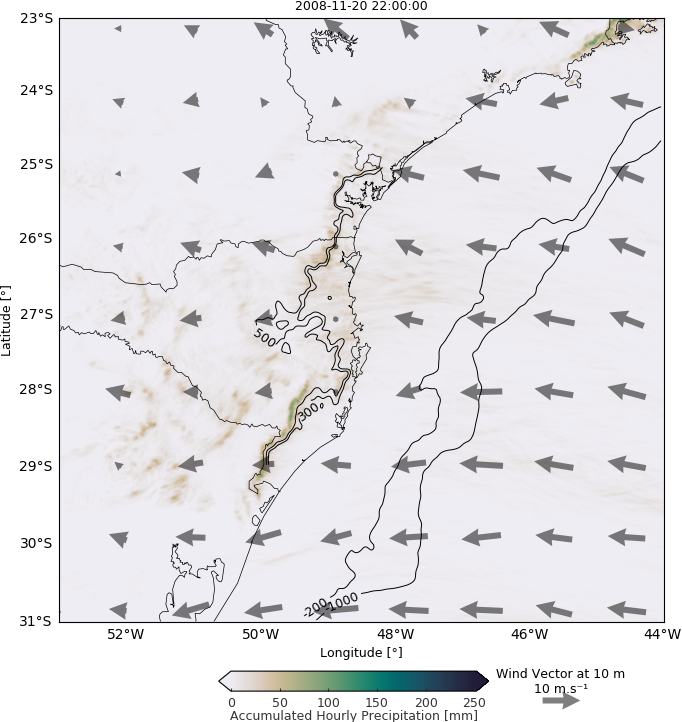 2008-11-20 22:00:00
23°S
24°S
25°S
26°S
27°S
28°S
29°S
30°S
31°S
Latitude [°]
500
300
-200
-1000
52°W 50°W 48°W 46°W 44°W
Longitude [°]
0 50 100 150 200 250
Accumulated Hourly Precipitation [mm]
Wind Vector at 10 m
10 m.s⁻¹